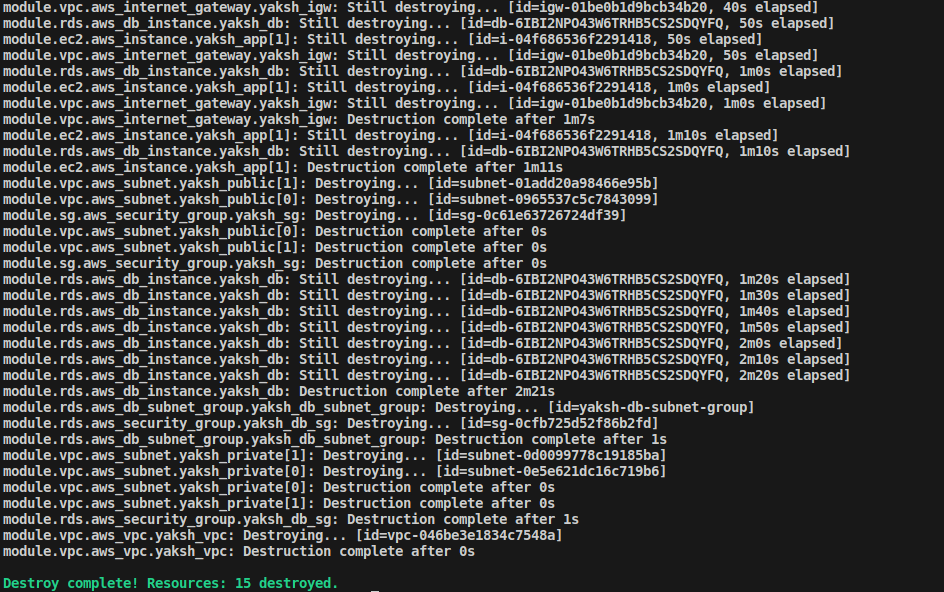 module.vpc.aws_internet_gateway.yaksh_igw: Still destroying... [id=igw-01be0b1d9bcb34b20, 40s elapsed]
module.rds.aws_db_instance.yaksh_db: Still destroying... [id=db-6IBI2NPO43W6TRHB5CS2SDQYFQ, 50s elapsed]
module.ec2.aws_instance.yaksh_app[1]: Still destroying... [id=i-04f686536f2291418, 50s elapsed]
module.vpc.aws_internet_gateway.yaksh_igw: Still destroying... [id=igw-01be0b1d9bcb34b20, 50s elapsed]
module.rds.aws_db_instance.yaksh_db: Still destroying... [id=db-6IBI2NPO43W6TRHB5CS2SDQYFQ, 1m0s elapsed]
module.ec2.aws_instance.yaksh_app[1]: Still destroying... [id=i-04f686536f2291418, 1m0s elapsed]
module.vpc.aws_internet_gateway.yaksh_igw: Still destroying... [id=igw-01be0b1d9bcb34b20, 1m0s elapsed]
module.vpc.aws_internet_gateway.yaksh_igw: Destruction complete after 1m7s
module.ec2.aws_instance.yaksh_app[1]: Still destroying... [id=i-04f686536f2291418, 1m10s elapsed]
module.rds.aws_db_instance.yaksh_db: Still destroying... [id=db-6IBI2NPO43W6TRHB5CS2SDQYFQ, 1m10s elapsed]
module.ec2.aws_instance.yaksh_app[1]: Destruction complete after 1m11s
module.vpc.aws_subnet.yaksh_public[1]: Destroying... [id=subnet-01add20a98466e95b]
module.vpc.aws_subnet.yaksh_public[0]: Destroying... [id=subnet-0965537c5c7843099]
module.sg.aws_security_group.yaksh_sg: Destroying... [id=sg-0c61e63726724df39]
module.vpc.aws_subnet.yaksh_public[0]: Destruction complete after 0s
module.vpc.aws_subnet.yaksh_public[1]: Destruction complete after 0s
module.sg.aws_security_group.yaksh_sg: Destruction complete after 0s
module.rds.aws_db_instance.yaksh_db: Still destroying... [id=db-6IBI2NPO43W6TRHB5CS2SDQYFQ, 1m20s elapsed]
module.rds.aws_db_instance.yaksh_db: Still destroying... [id=db-6IBI2NPO43W6TRHB5CS2SDQYFQ, 1m30s elapsed]
module.rds.aws_db_instance.yaksh_db: Still destroying... [id=db-6IBI2NPO43W6TRHB5CS2SDQYFQ, 1m40s elapsed]
module.rds.aws_db_instance.yaksh_db: Still destroying... [id=db-6IBI2NPO43W6TRHB5CS2SDQYFQ, 1m50s elapsed]
module.rds.aws_db_instance.yaksh_db: Still destroying... [id=db-6IBI2NPO43W6TRHB5CS2SDQYFQ, 2m0s elapsed]
module.rds.aws_db_instance.yaksh_db: Still destroying... [id=db-6IBI2NPO43W6TRHB5CS2SDQYFQ, 2m10s elapsed]
module.rds.aws_db_instance.yaksh_db: Still destroying... [id=db-6IBI2NPO43W6TRHB5CS2SDQYFQ, 2m20s elapsed]
module.rds.aws_db_instance.yaksh_db: Destruction complete after 2m21s
module.rds.aws_db_subnet_group.yaksh_db_subnet_group: Destroying... [id=yaksh-db-subnet-group]
module.rds.aws_security_group.yaksh_db_sg: Destroying... [id=sg-0cfb725d52f86b2fd]
module.rds.aws_db_subnet_group.yaksh_db_subnet_group: Destruction complete after 1s
module.vpc.aws_subnet.yaksh_private[1]: Destroying... [id=subnet-0d0099778c19185ba]
module.vpc.aws_subnet.yaksh_private[0]: Destroying... [id=subnet-0e5e621dc16c719b6]
module.vpc.aws_subnet.yaksh_private[0]: Destruction complete after 0s
module.vpc.aws_subnet.yaksh_private[1]: Destruction complete after 0s
module.rds.aws_security_group.yaksh_db_sg: Destruction complete after 1s
module.vpc.aws_vpc.yaksh_vpc: Destroying... [id=vpc-046be3e1834c7548a]
module.vpc.aws_vpc.yaksh_vpc: Destruction complete after 0s
Destroy complete! Resources: 15 destroyed.